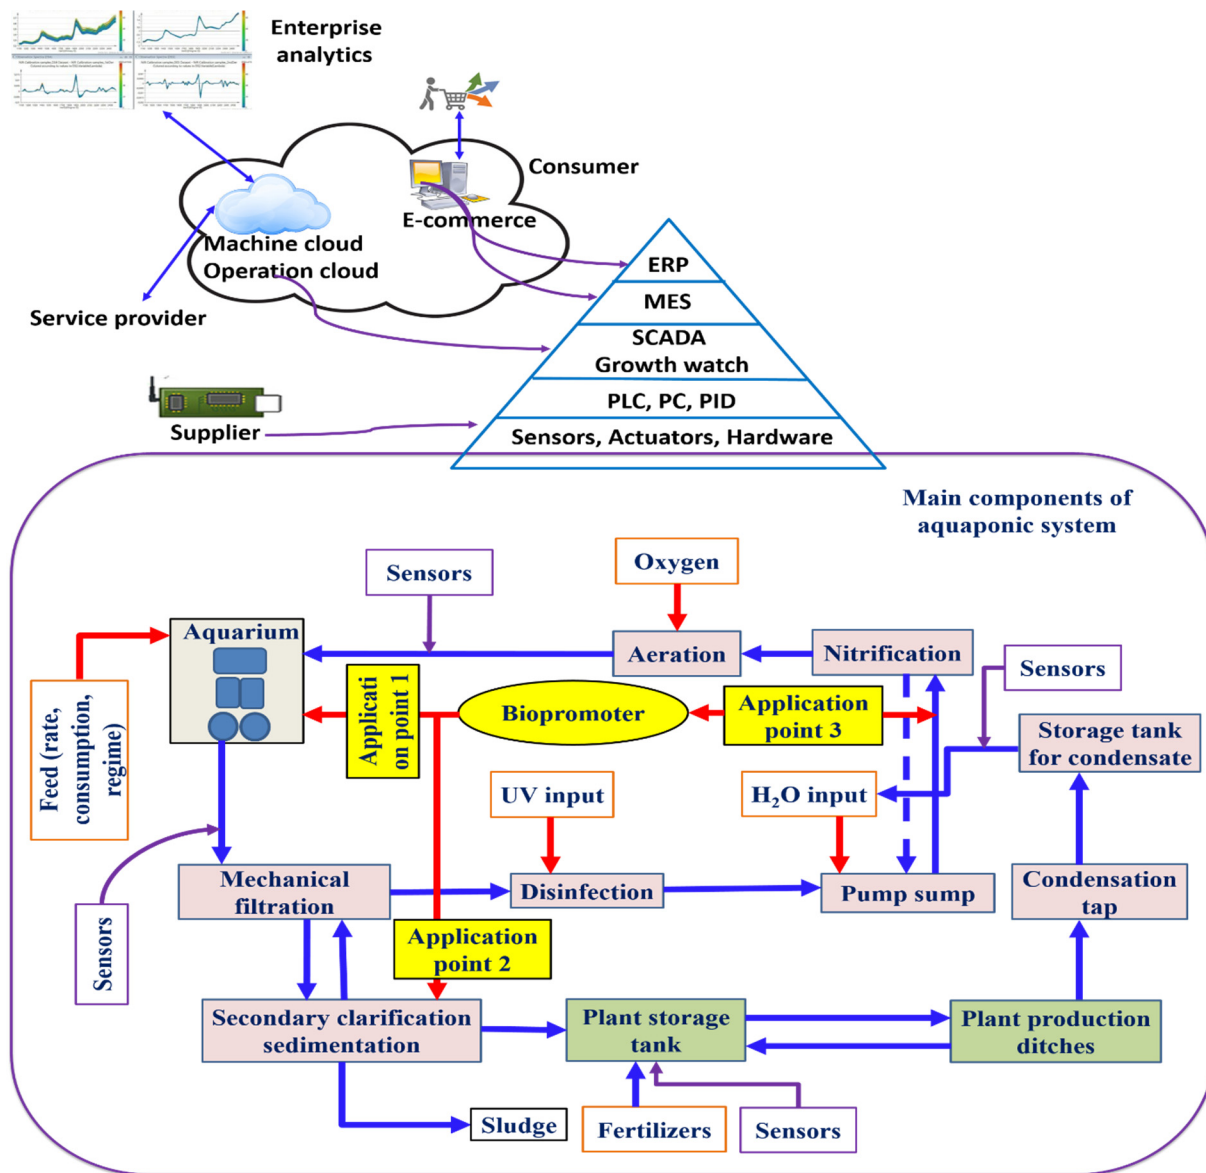 Enterprise
analytics
Consumer
E-commerce
Machine cloud
Operation cloud
Service provider
ERP
MES
SCADA
Growth watch
PLC, PC, PID
Supplier
Sensors, Actuators, Hardware
Main components of
aquaponic system
Sensors
Oxygen
Aquarium
Aeration
Nitrification
Sensors
Feed (rate,
consumption,
regime)
Applicati
on point 1
Biopromoter
Application
point 3
Storage tank
for condensate
UV input
H₂O input
Mechanical
filtration
Disinfection
Pump sump
Condensation
tap
Sensors
Application
point 2
Secondary clarification
sedimentation
Plant storage
tank
Plant production
ditches
Sludge
Fertilizers
Sensors